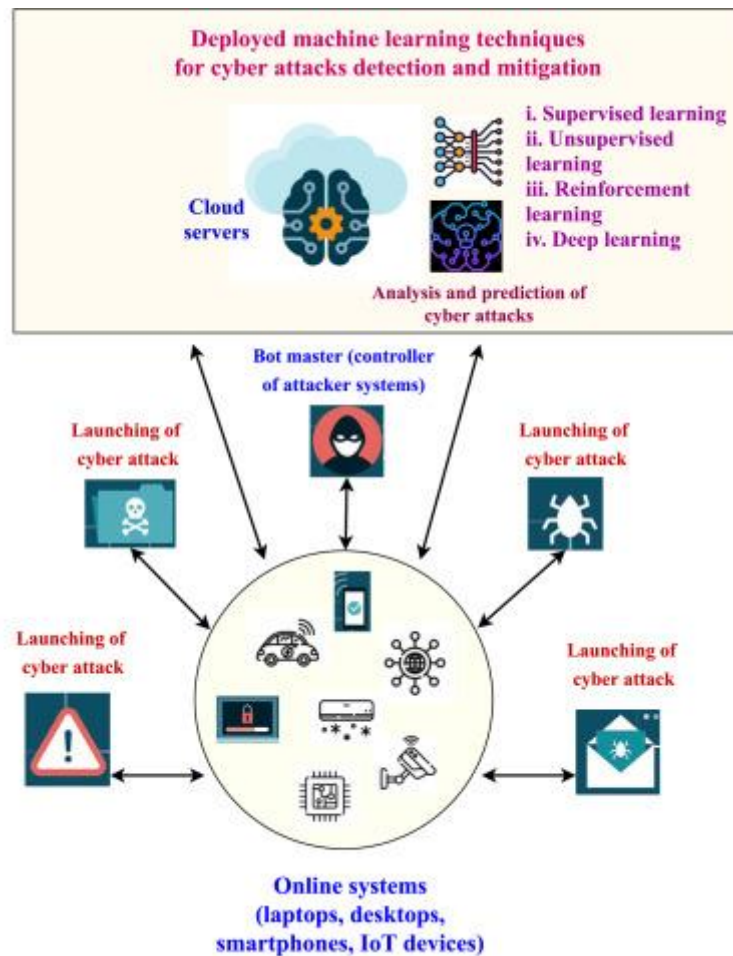 Deployed machine learning techniques
for cyber attacks detection and mitigation
Cloud
servers
i. Supervised learning
ii. Unsupervised
learning
iii. Reinforcement
learning
iv. Deep learning
Analysis and prediction of
cyber attacks
Bot master (controller
of attacker systems)
Launching of
cyber attack
Launching of
cyber attack
Launching of
cyber attack
Launching of
cyber attack
Online systems
(laptops, desktops,
smartphones, IoT devices)